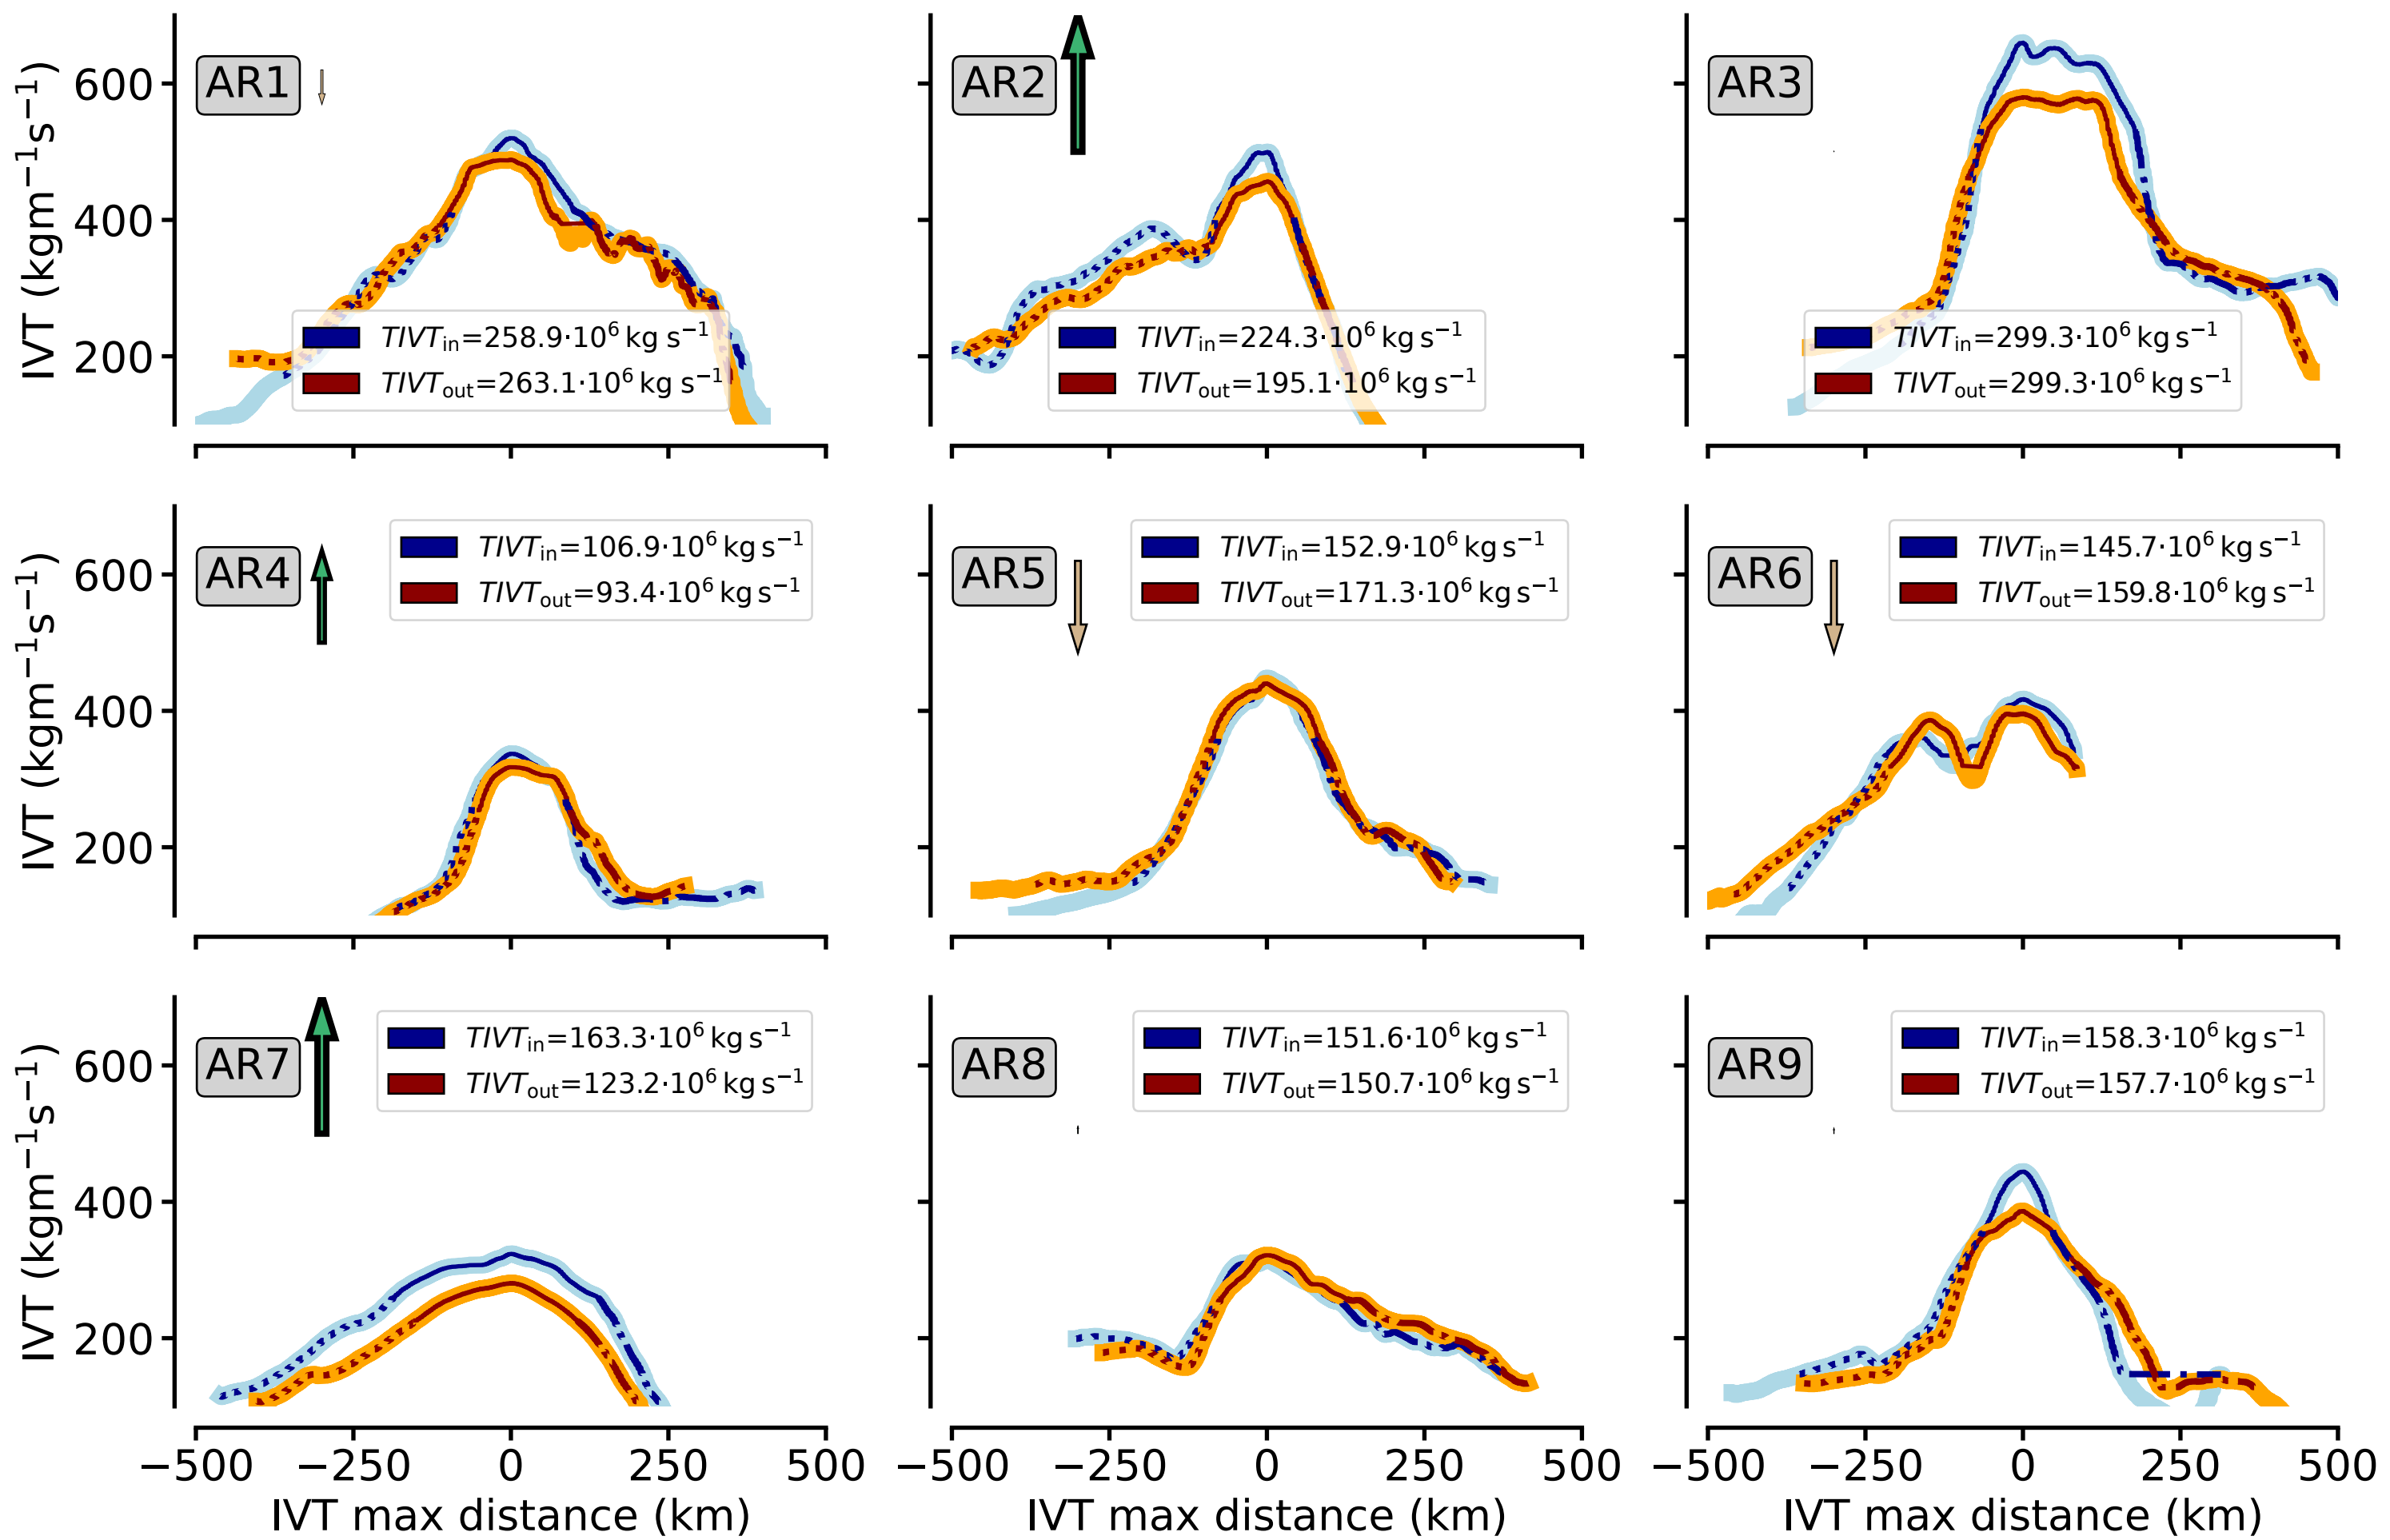 IVT (kgm⁻¹s⁻¹)
600
400
200
AR1
TIVTin=258.9·10⁶ kg s⁻¹
TIVTout=263.1·10⁶ kg s⁻¹
AR2
TIVTin=224.3·10⁶ kg s⁻¹
TIVTout=195.1·10⁶ kg s⁻¹
AR3
TIVTin=299.3·10⁶ kg s⁻¹
TIVTout=299.3·10⁶ kg s⁻¹
IVT (kgm⁻¹s⁻¹)
600
400
200
AR4
TIVTin=106.9·10⁶ kg s⁻¹
TIVTout=93.4·10⁶ kg s⁻¹
AR5
TIVTin=152.9·10⁶ kg s⁻¹
TIVTout=171.3·10⁶ kg s⁻¹
AR6
TIVTin=145.7·10⁶ kg s⁻¹
TIVTout=159.8·10⁶ kg s⁻¹
IVT (kgm⁻¹s⁻¹)
600
400
200
AR7
TIVTin=163.3·10⁶ kg s⁻¹
TIVTout=123.2·10⁶ kg s⁻¹
AR8
TIVTin=151.6·10⁶ kg s⁻¹
TIVTout=150.7·10⁶ kg s⁻¹
AR9
TIVTin=158.3·10⁶ kg s⁻¹
TIVTout=157.7·10⁶ kg s⁻¹
−500 −250 0 250 500
−500 −250 0 250 500
−500 −250 0 250 500
IVT max distance (km)
IVT max distance (km)
IVT max distance (km)